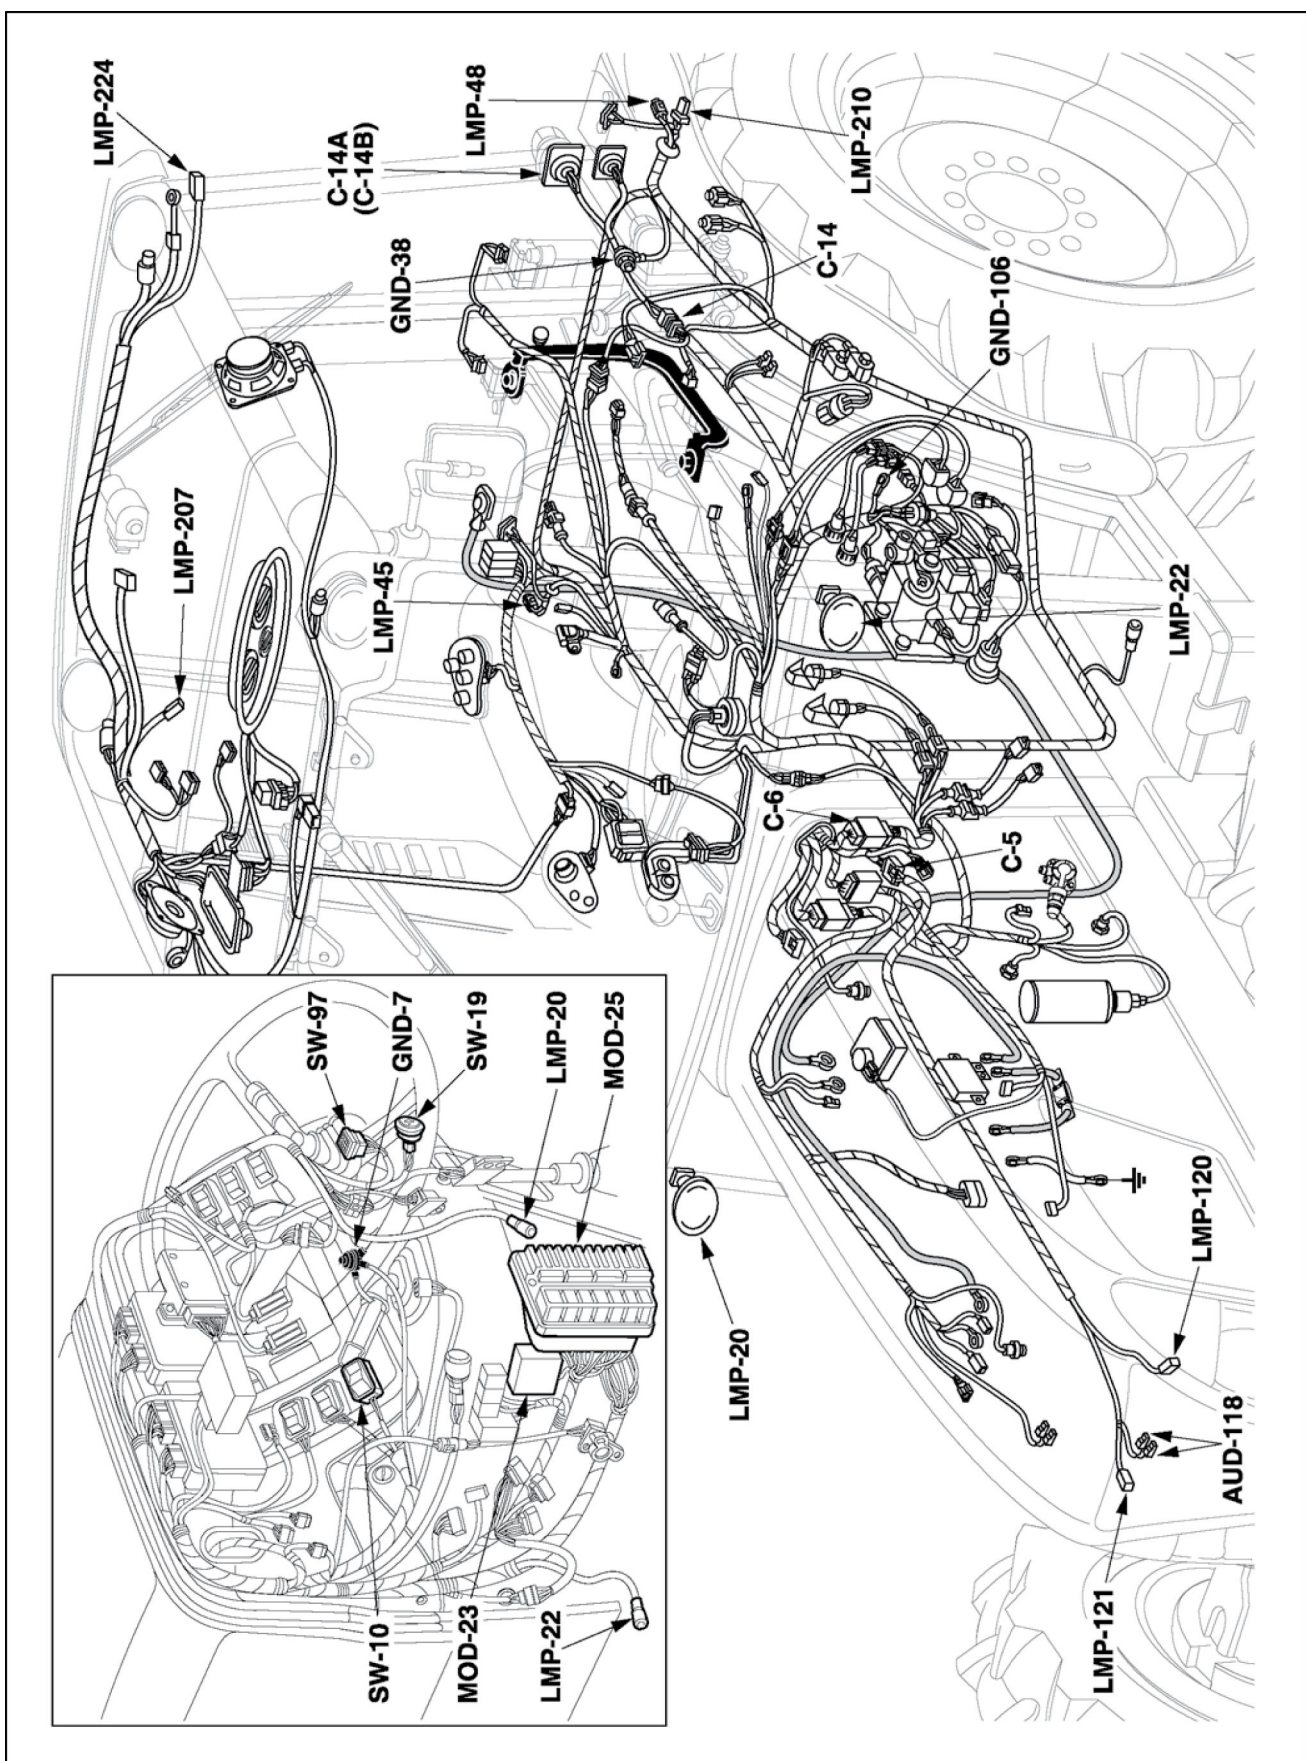 LMP-224
C-14A
(C-14B)
LMP-48
LMP-210
GND-38
C-14
GND-106
LMP-207
LMP-45
LMP-22
C-6
C-5
SW-97
GND-7
SW-19
LMP-20
MOD-25
SW-10
MOD-23
LMP-22
LMP-20
LMP-120
AUD-118
LMP-121